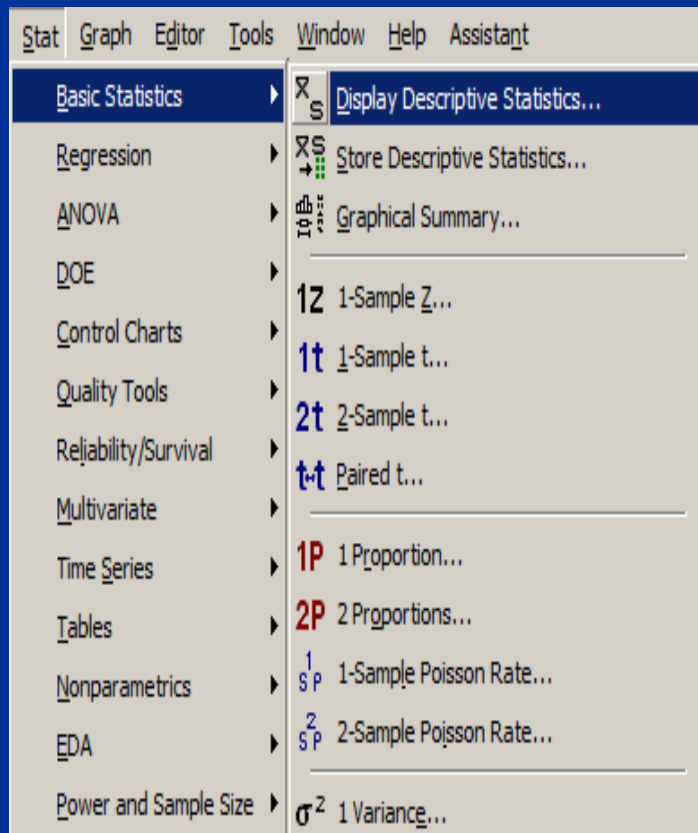 Stat Graph Editor Tools Window Help Assistant
Basic Statistics
Regression
ANOVA
DOE
Control Charts
Quality Tools
Reliability/Survival
Multivariate
Time Series
Tables
Nonparametrics
EDA
Power and Sample Size
x̄ s Display Descriptive Statistics...
x̄ s Store Descriptive Statistics...
Graphical Summary...
1Z 1-Sample Z...
1t 1-Sample t...
2t 2-Sample t...
t-t Paired t...
1P 1 Proportion...
2P 2 Proportions...
1 S P 1-Sample Poisson Rate...
2 S P 2-Sample Poisson Rate...
σ² 1 Variance...